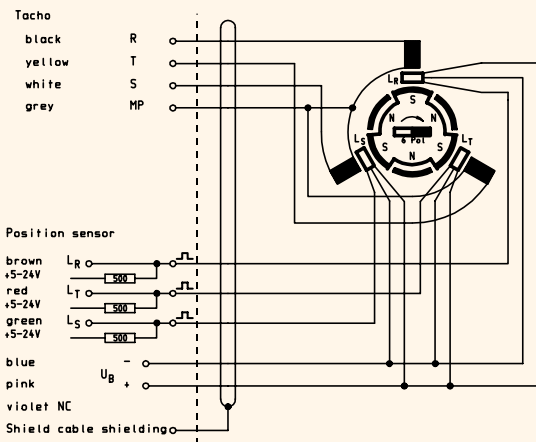 Tacho
black R
yellow T
white S
grey MP
L R
S
N N
6 Pol
L S L T
S S
N
Position sensor
brown L R
+5-24V 500
red L T
+5-24V 500
green L S
+5-24V 500
blue -
U B
pink +
violet NC
Shield cable shielding